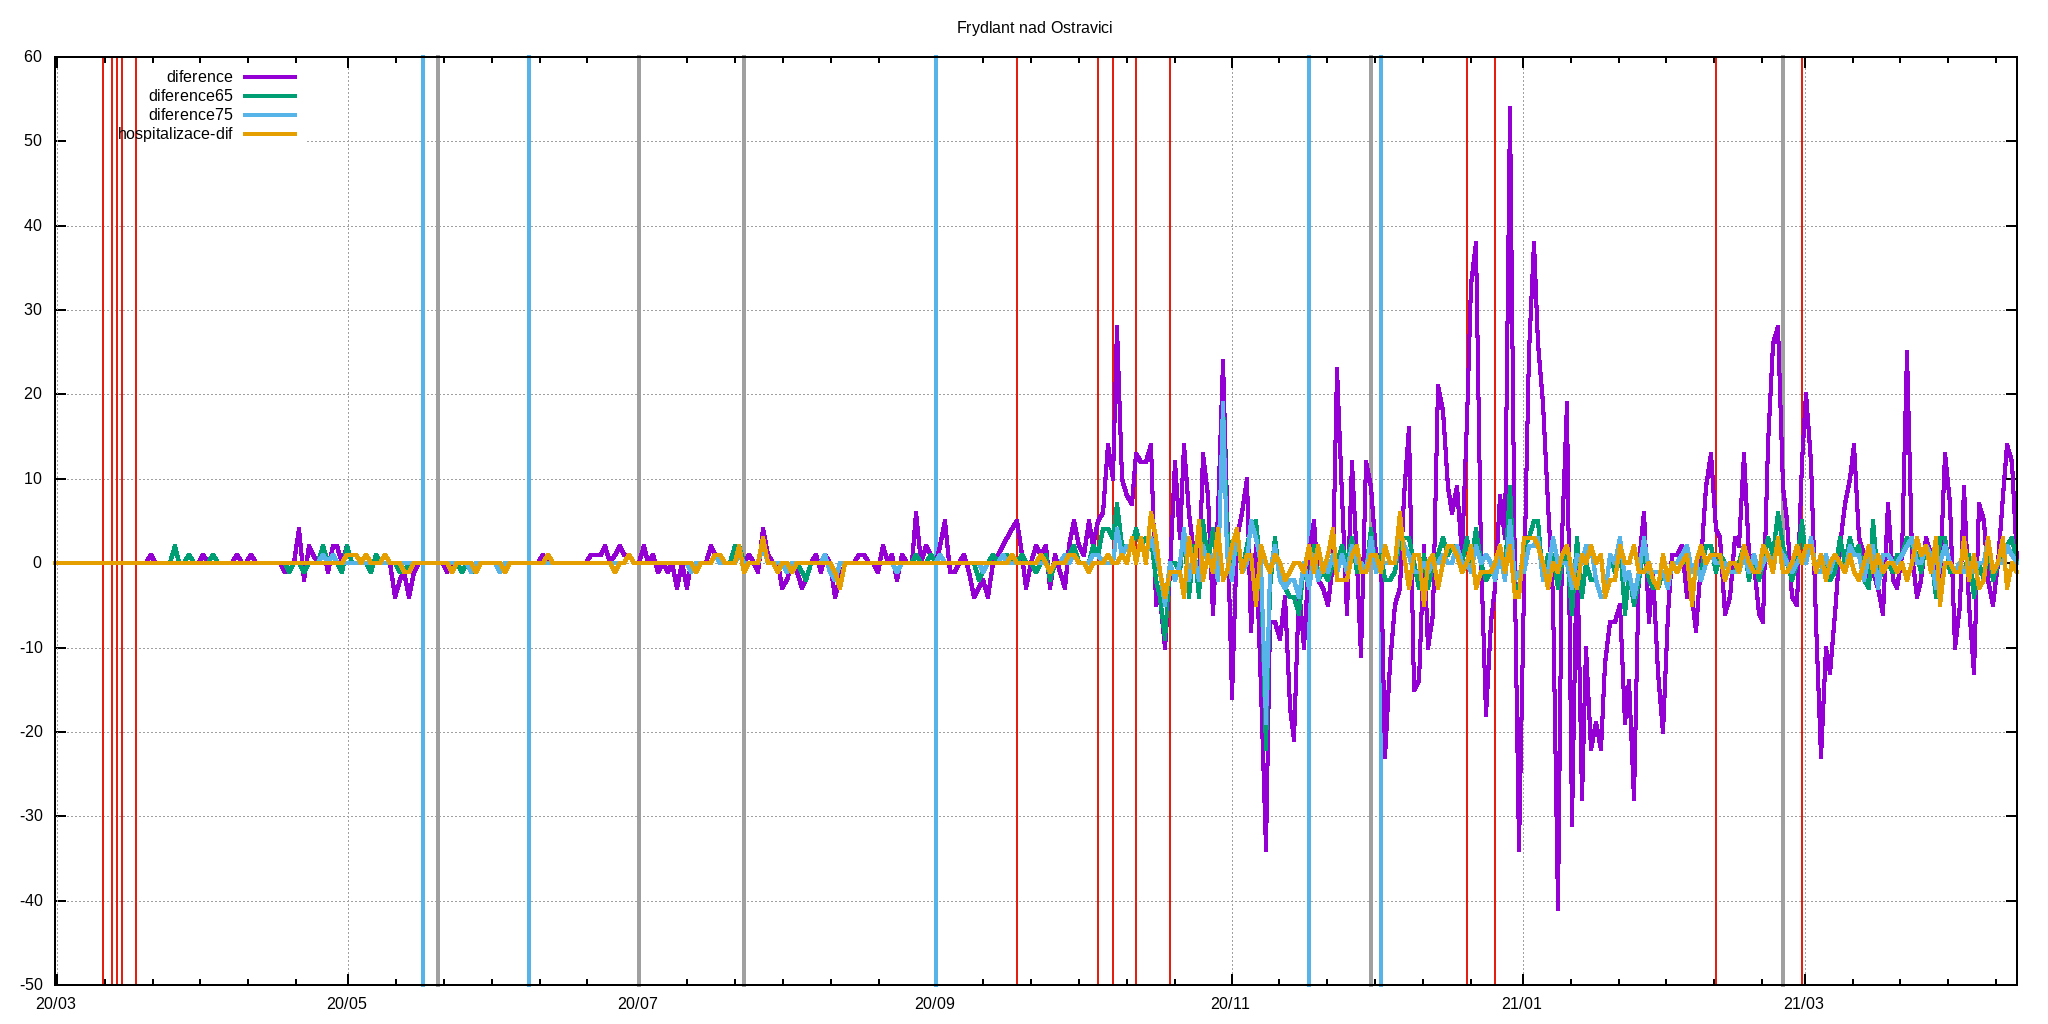 Frydlant nad Ostravici
60
50
40
30
20
10
0
-10
-20
-30
-40
-50
diference
diference65
diference75
hospitalizace-dif
20/03 20/05 20/07 20/09 20/11 21/01 21/03